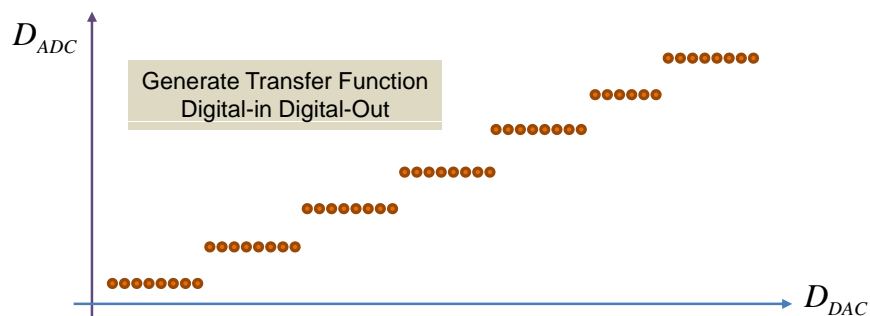 D_ADC
Generate Transfer Function
Digital-in Digital-Out
D_DAC